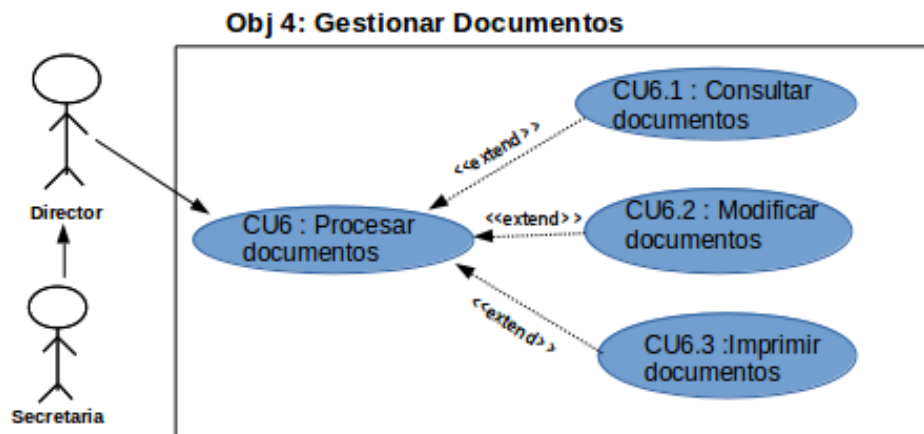 Obj 4: Gestionar Documentos
CU6.1 : Consultar
documentos
<<extend>>
Director
CU6 : Procesar
documentos
<<extend>>
CU6.2 : Modificar
documentos
<<extend>>
CU6.3 :Imprimir
documentos
Secretaria